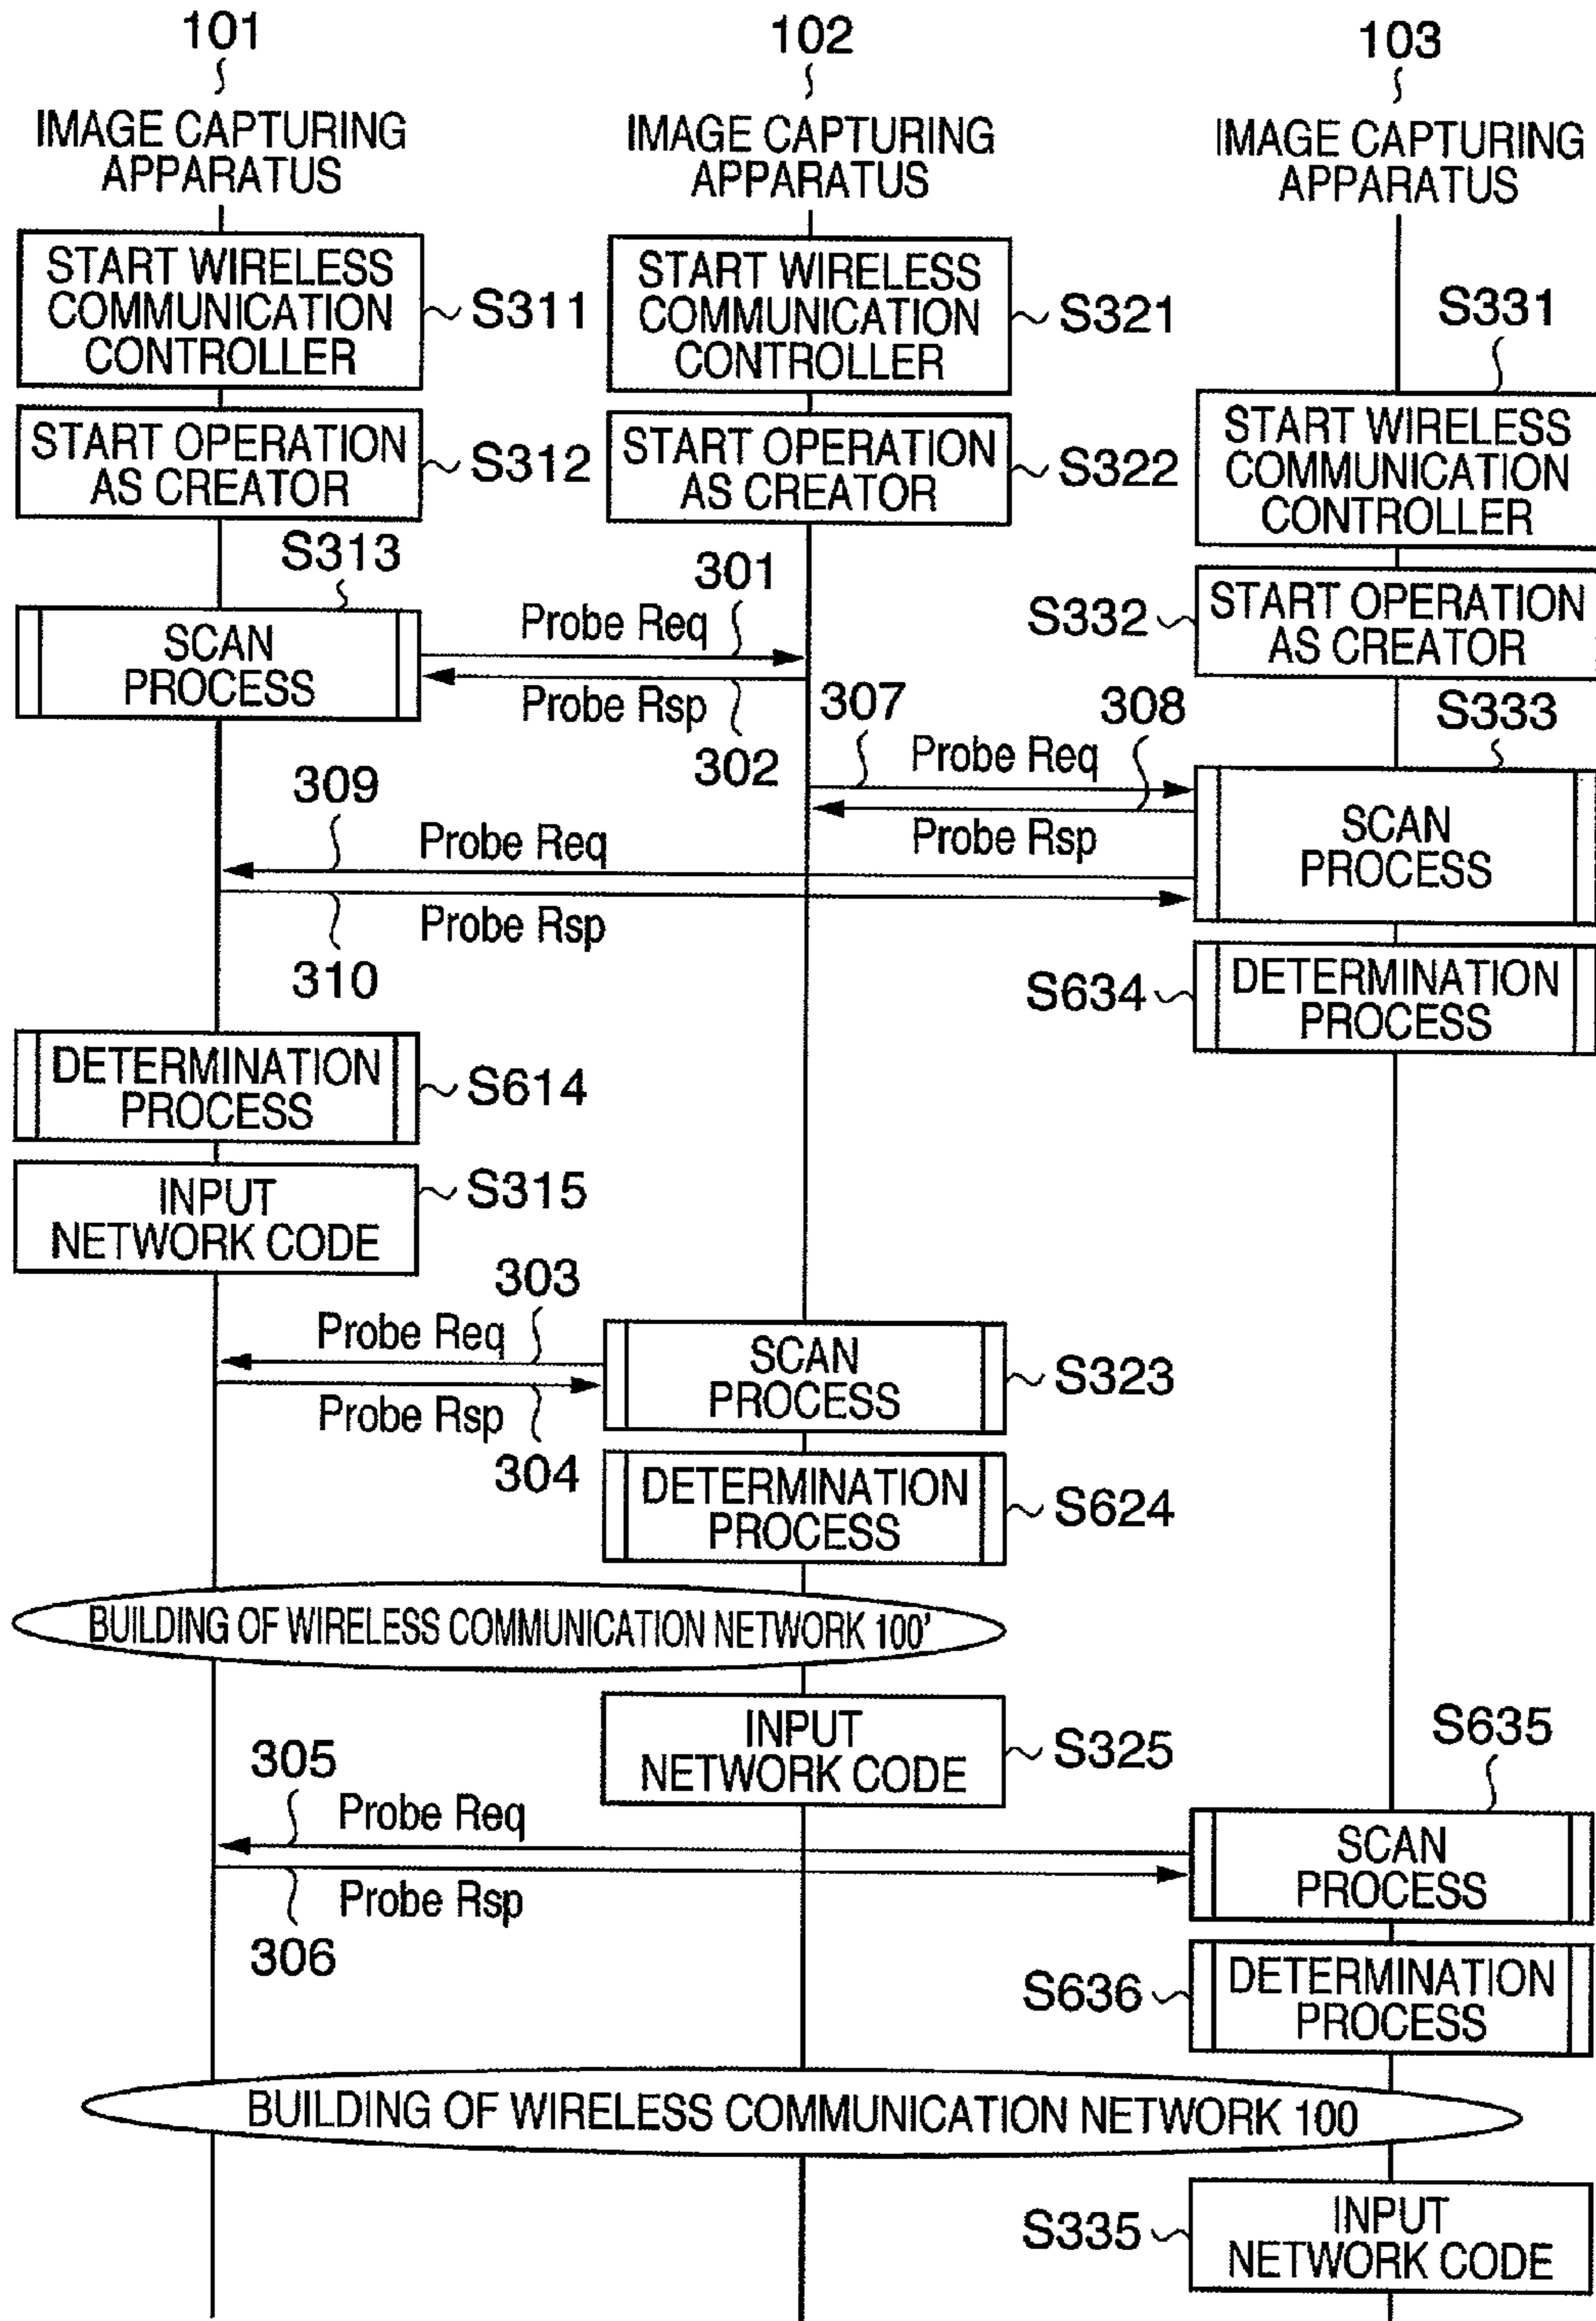 101
102
103
IMAGE CAPTURING
APPARATUS
IMAGE CAPTURING
APPARATUS
IMAGE CAPTURING
APPARATUS
START WIRELESS
COMMUNICATION
CONTROLLER
S311
START WIRELESS
COMMUNICATION
CONTROLLER
S321
S331
START OPERATION
AS CREATOR
S312
START OPERATION
AS CREATOR
S322
START WIRELESS
COMMUNICATION
CONTROLLER
S313
301
S332
START OPERATION
AS CREATOR
SCAN
PROCESS
Probe Req
Probe Rsp
302
307
308
S333
Probe Req
Probe Rsp
SCAN
PROCESS
309
Probe Req
Probe Rsp
310
S634
DETERMINATION
PROCESS
DETERMINATION
PROCESS
S614
INPUT
NETWORK CODE
S315
303
Probe Req
Probe Rsp
304
SCAN
PROCESS
S323
DETERMINATION
PROCESS
S624
BUILDING OF WIRELESS COMMUNICATION NETWORK 100'
INPUT
NETWORK CODE
S325
S635
305
Probe Req
Probe Rsp
306
SCAN
PROCESS
S636
DETERMINATION
PROCESS
BUILDING OF WIRELESS COMMUNICATION NETWORK 100
S335
INPUT
NETWORK CODE